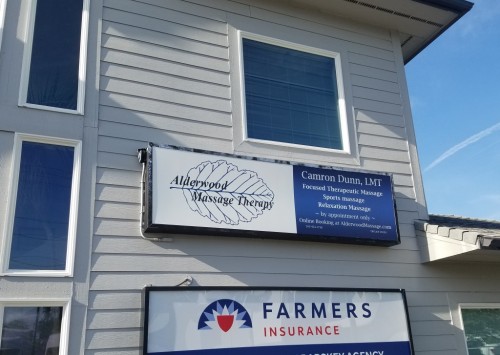 Alderwood
Massage Therapy
Camron Dunn, LMT
Focused Therapeutic Massage
Sports massage
Relaxation Massage
~ by appointment only ~
Online Booking at AlderwoodMassage.com
FARMERS
INSURANCE
AGENCY